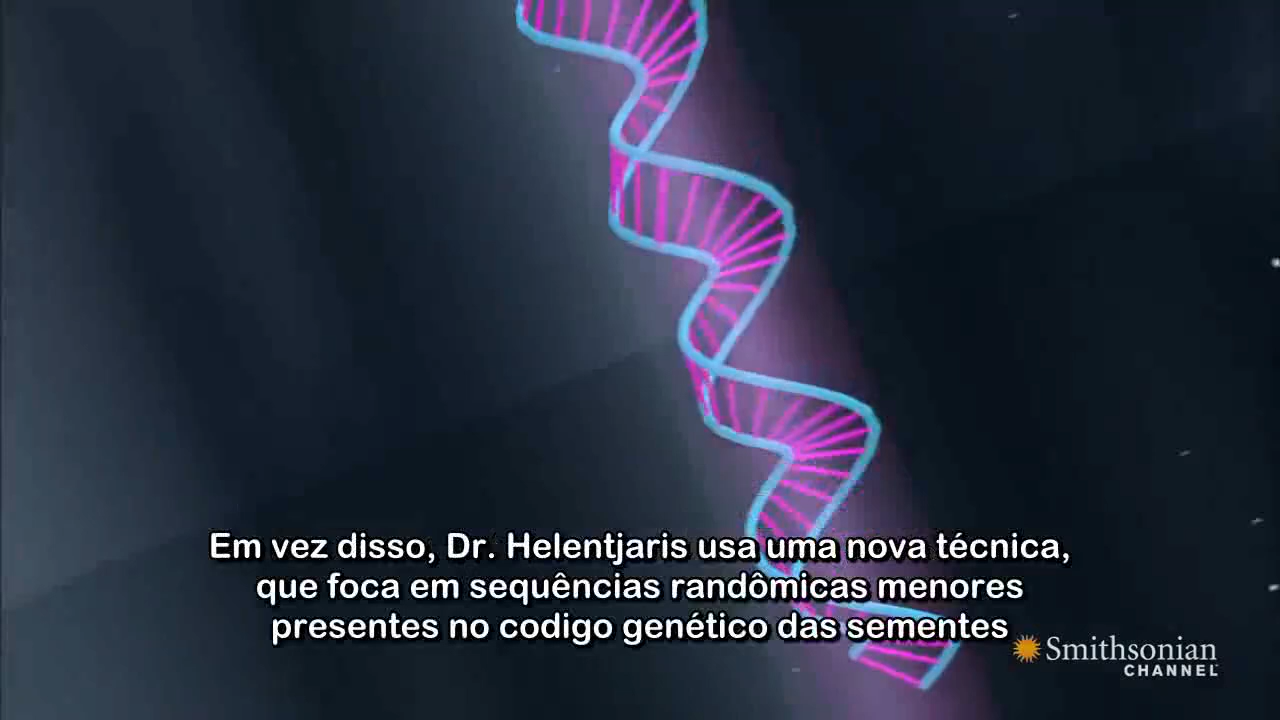 Em vez disso, Dr. Helentjaris usa uma nova técnica,
que foca em sequências randômicas menores
presentes no codigo genético das sementes
Smithsonian
CHANNEL